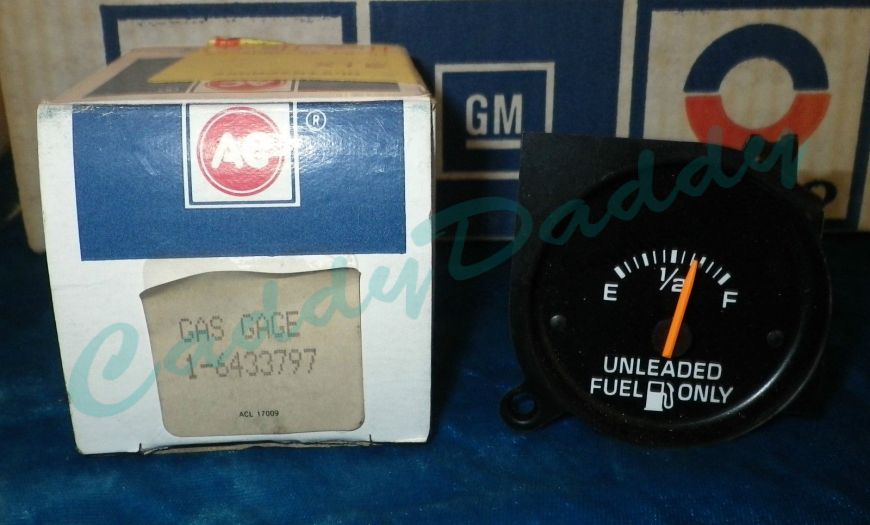 AC ®
GM
GAS GAGE
1-6433797
ACL 17009
E 1/2 F
UNLEADED
FUEL ONLY
CaddyDaddy